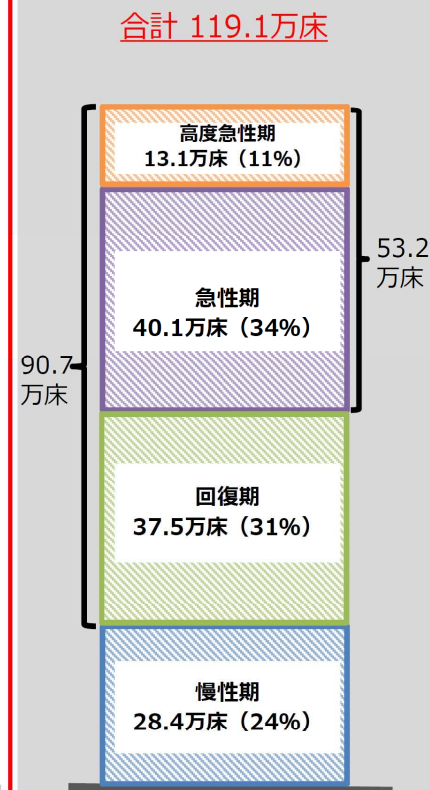 合計 119.1万床
高度急性期
13.1万床（11%）
53.2
万床
急性期
40.1万床（34%）
90.7
万床
回復期
37.5万床（31%）
慢性期
28.4万床（24%）